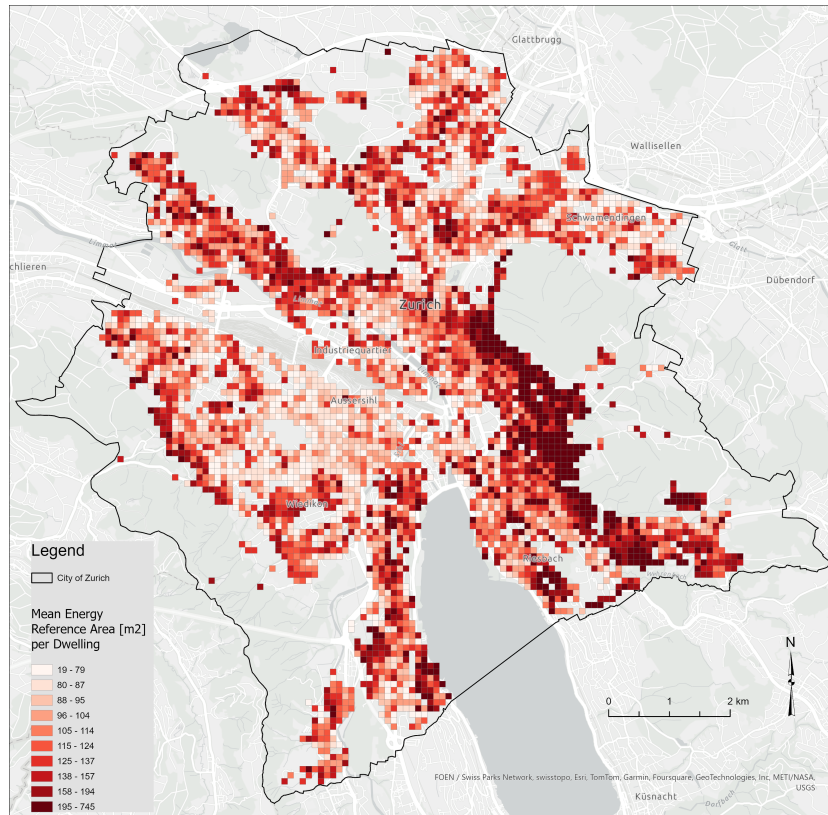 Glattbrugg
Wallisellen
Schwamendingen
Limmat
Glatt
chlieren
Dübendorf
Zurich
Industriequartier
Aussersihl
Wiedikon
Riesbach
Legend
City of Zurich
Mean Energy
Reference Area [m2]
per Dwelling
19 - 79
80 - 87
88 - 95
96 - 104
105 - 114
115 - 124
125 - 137
138 - 157
158 - 194
195 - 745
N
0 1 2 km
FOEN / Swiss Parks Network, swisstopo, Esri, TomTom, Garmin, Foursquare, GeoTechnologies, Inc, METI/NASA,
USGS
Küsnacht